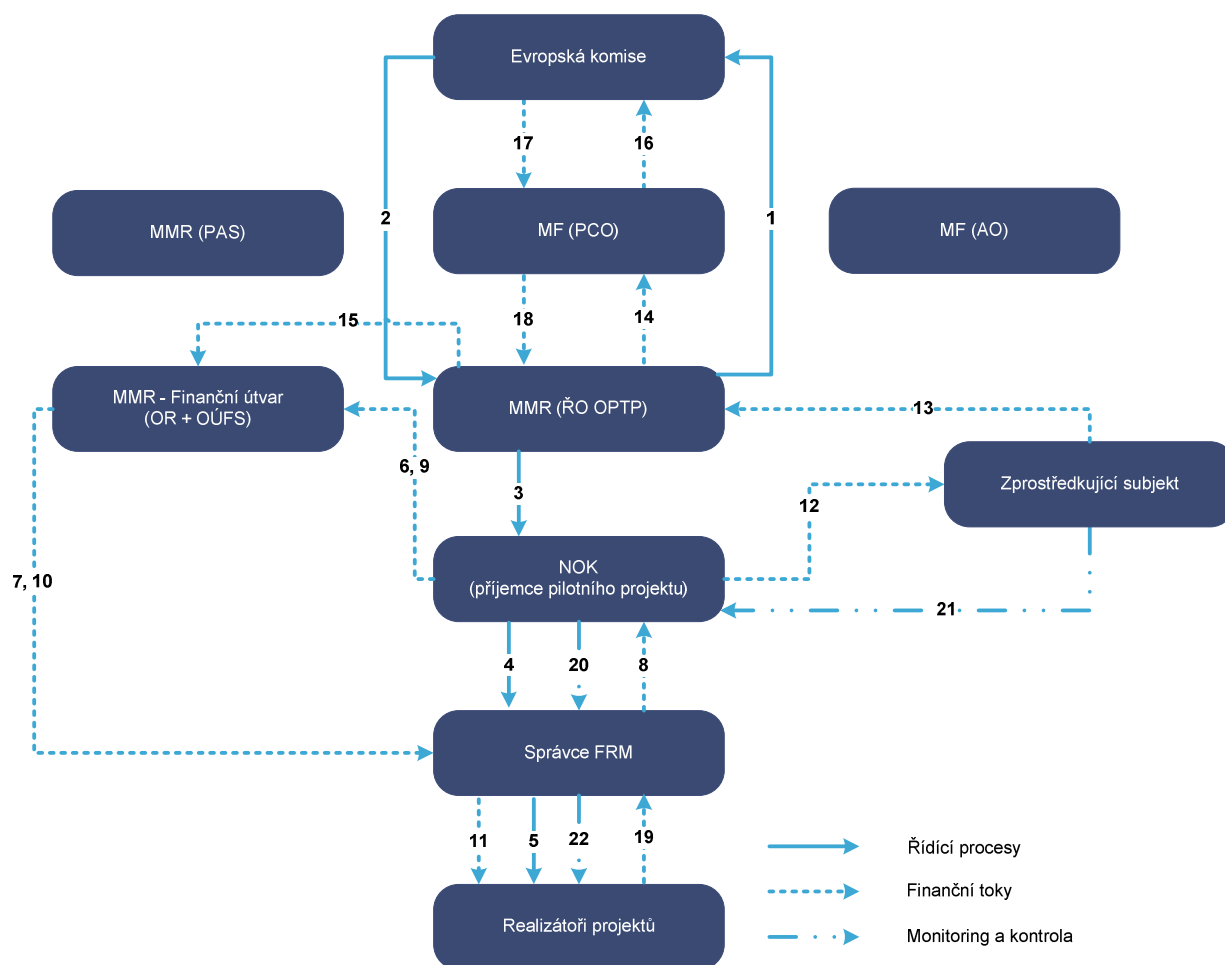 Evropská komise
17
16
2
1
MMR (PAS)
MF (PCO)
MF (AO)
15
18
14
MMR - Finanční útvar
(OR + OÚFS)
MMR (ŘO OPTP)
13
6, 9
3
Zprostředkující subjekt
12
7, 10
NOK
(příjemce pilotního projektu)
21
4
20
8
Správce FRM
11
5
22
19
Řídící procesy
Finanční toky
Realizátoři projektů
Monitoring a kontrola